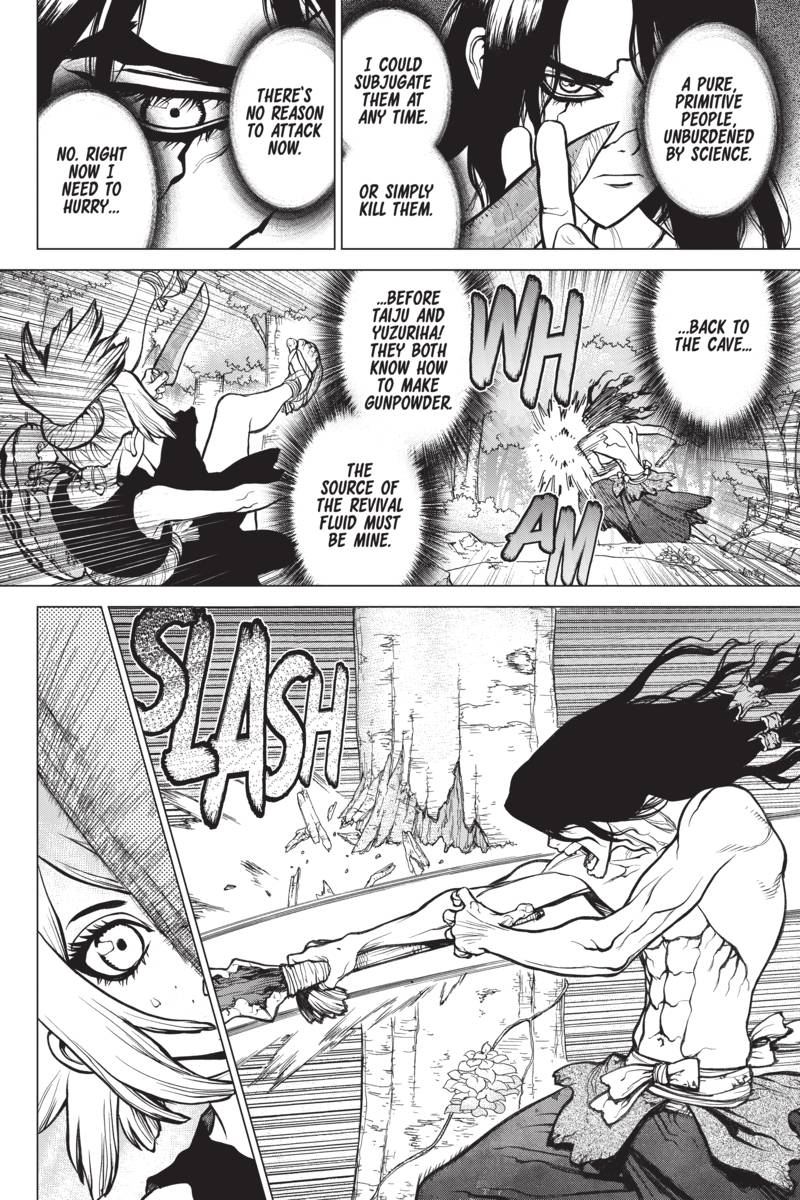 A PURE,
PRIMITIVE
PEOPLE,
UNBURDENED
BY SCIENCE.
I COULD
SUBJUGATE
THEM AT
ANY TIME.
OR SIMPLY
KILL THEM.
THERE'S
NO REASON
TO ATTACK
NOW.
NO. RIGHT
NOW I
NEED TO
HURRY...
...BACK TO
THE CAVE...
WH
AM
...BEFORE
TAIJU AND
YUZURIHA!
THEY BOTH
KNOW HOW
TO MAKE
GUNPOWDER.
THE
SOURCE OF
THE REVIVAL
FLUID MUST
BE MINE.
SLASH